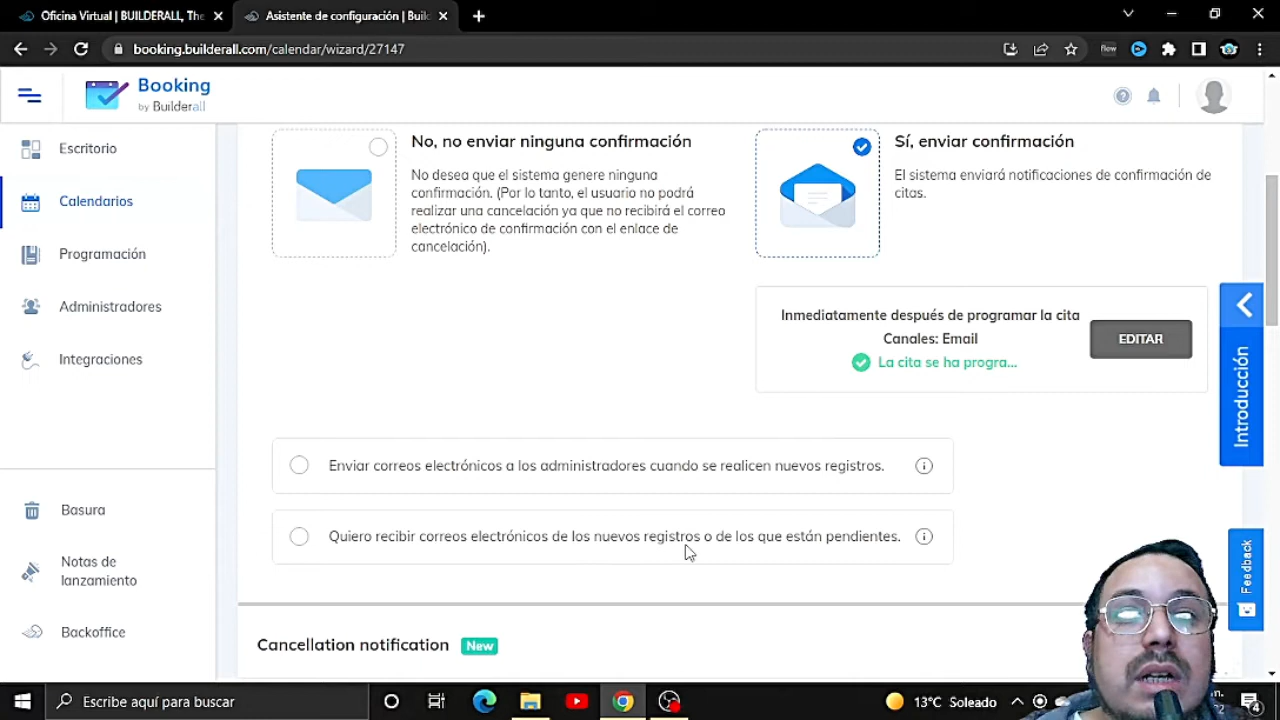 Oficina Virtual | BUILDERALL, The
Asistente de configuración | Buil
booking.builderall.com/calendar/wizard/27147
flow
Booking
by Builderall
Escritorio
Calendarios
Programación
Administradores
Integraciones
Basura
Notas de
lanzamiento
Backoffice
No, no enviar ninguna confirmación
No desea que el sistema genere ninguna
confirmación. (Por lo tanto, el usuario no podrá
realizar una cancelación ya que no recibirá el correo
electrónico de confirmación con el enlace de
cancelación).
Sí, enviar confirmación
El sistema enviará notificaciones de confirmación de
citas.
Inmediatamente después de programar la cita
Canales: Email
La cita se ha progra...
EDITAR
Introducción
Enviar correos electrónicos a los administradores cuando se realicen nuevos registros.
Quiero recibir correos electrónicos de los nuevos registros o de los que están pendientes.
Feedback
Cancellation notification New
Escribe aquí para buscar
13°C Soleado